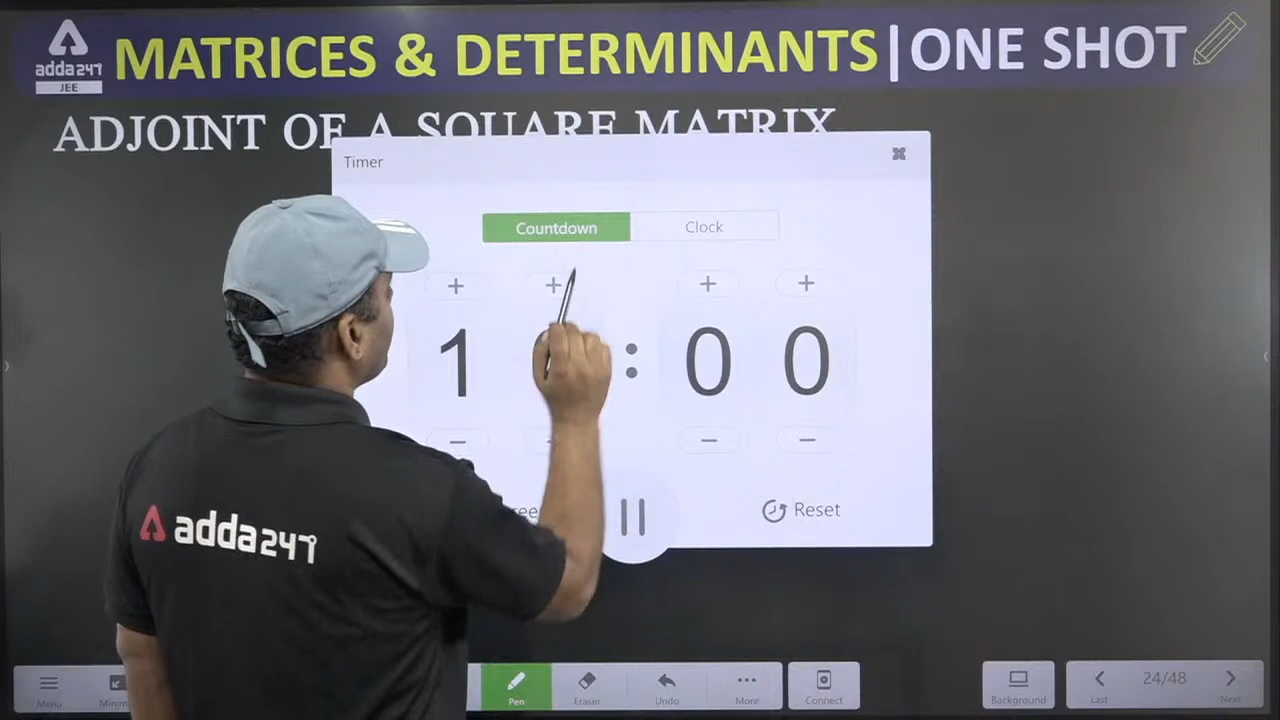 adda247
JEE
MATRICES & DETERMINANTS|ONE SHOT
ADJOINT OF A SQUARE MATRIX
Timer
Countdown
Clock
+ + + +
1 : 0 0
− − −
Reset
adda247
Menu
Pen
Eraser
Undo
More
Connect
Background
Last
24/48
Next